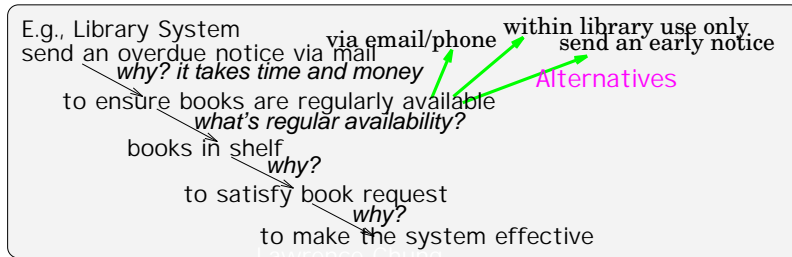 E.g., Library System
within library use only
via email/phone
send an early notice
send an overdue notice via mail
why? it takes time and money
Alternatives
to ensure books are regularly available
what's regular availability?
books in shelf
why?
to satisfy book request
why?
to make the system effective
Lawrence Chung